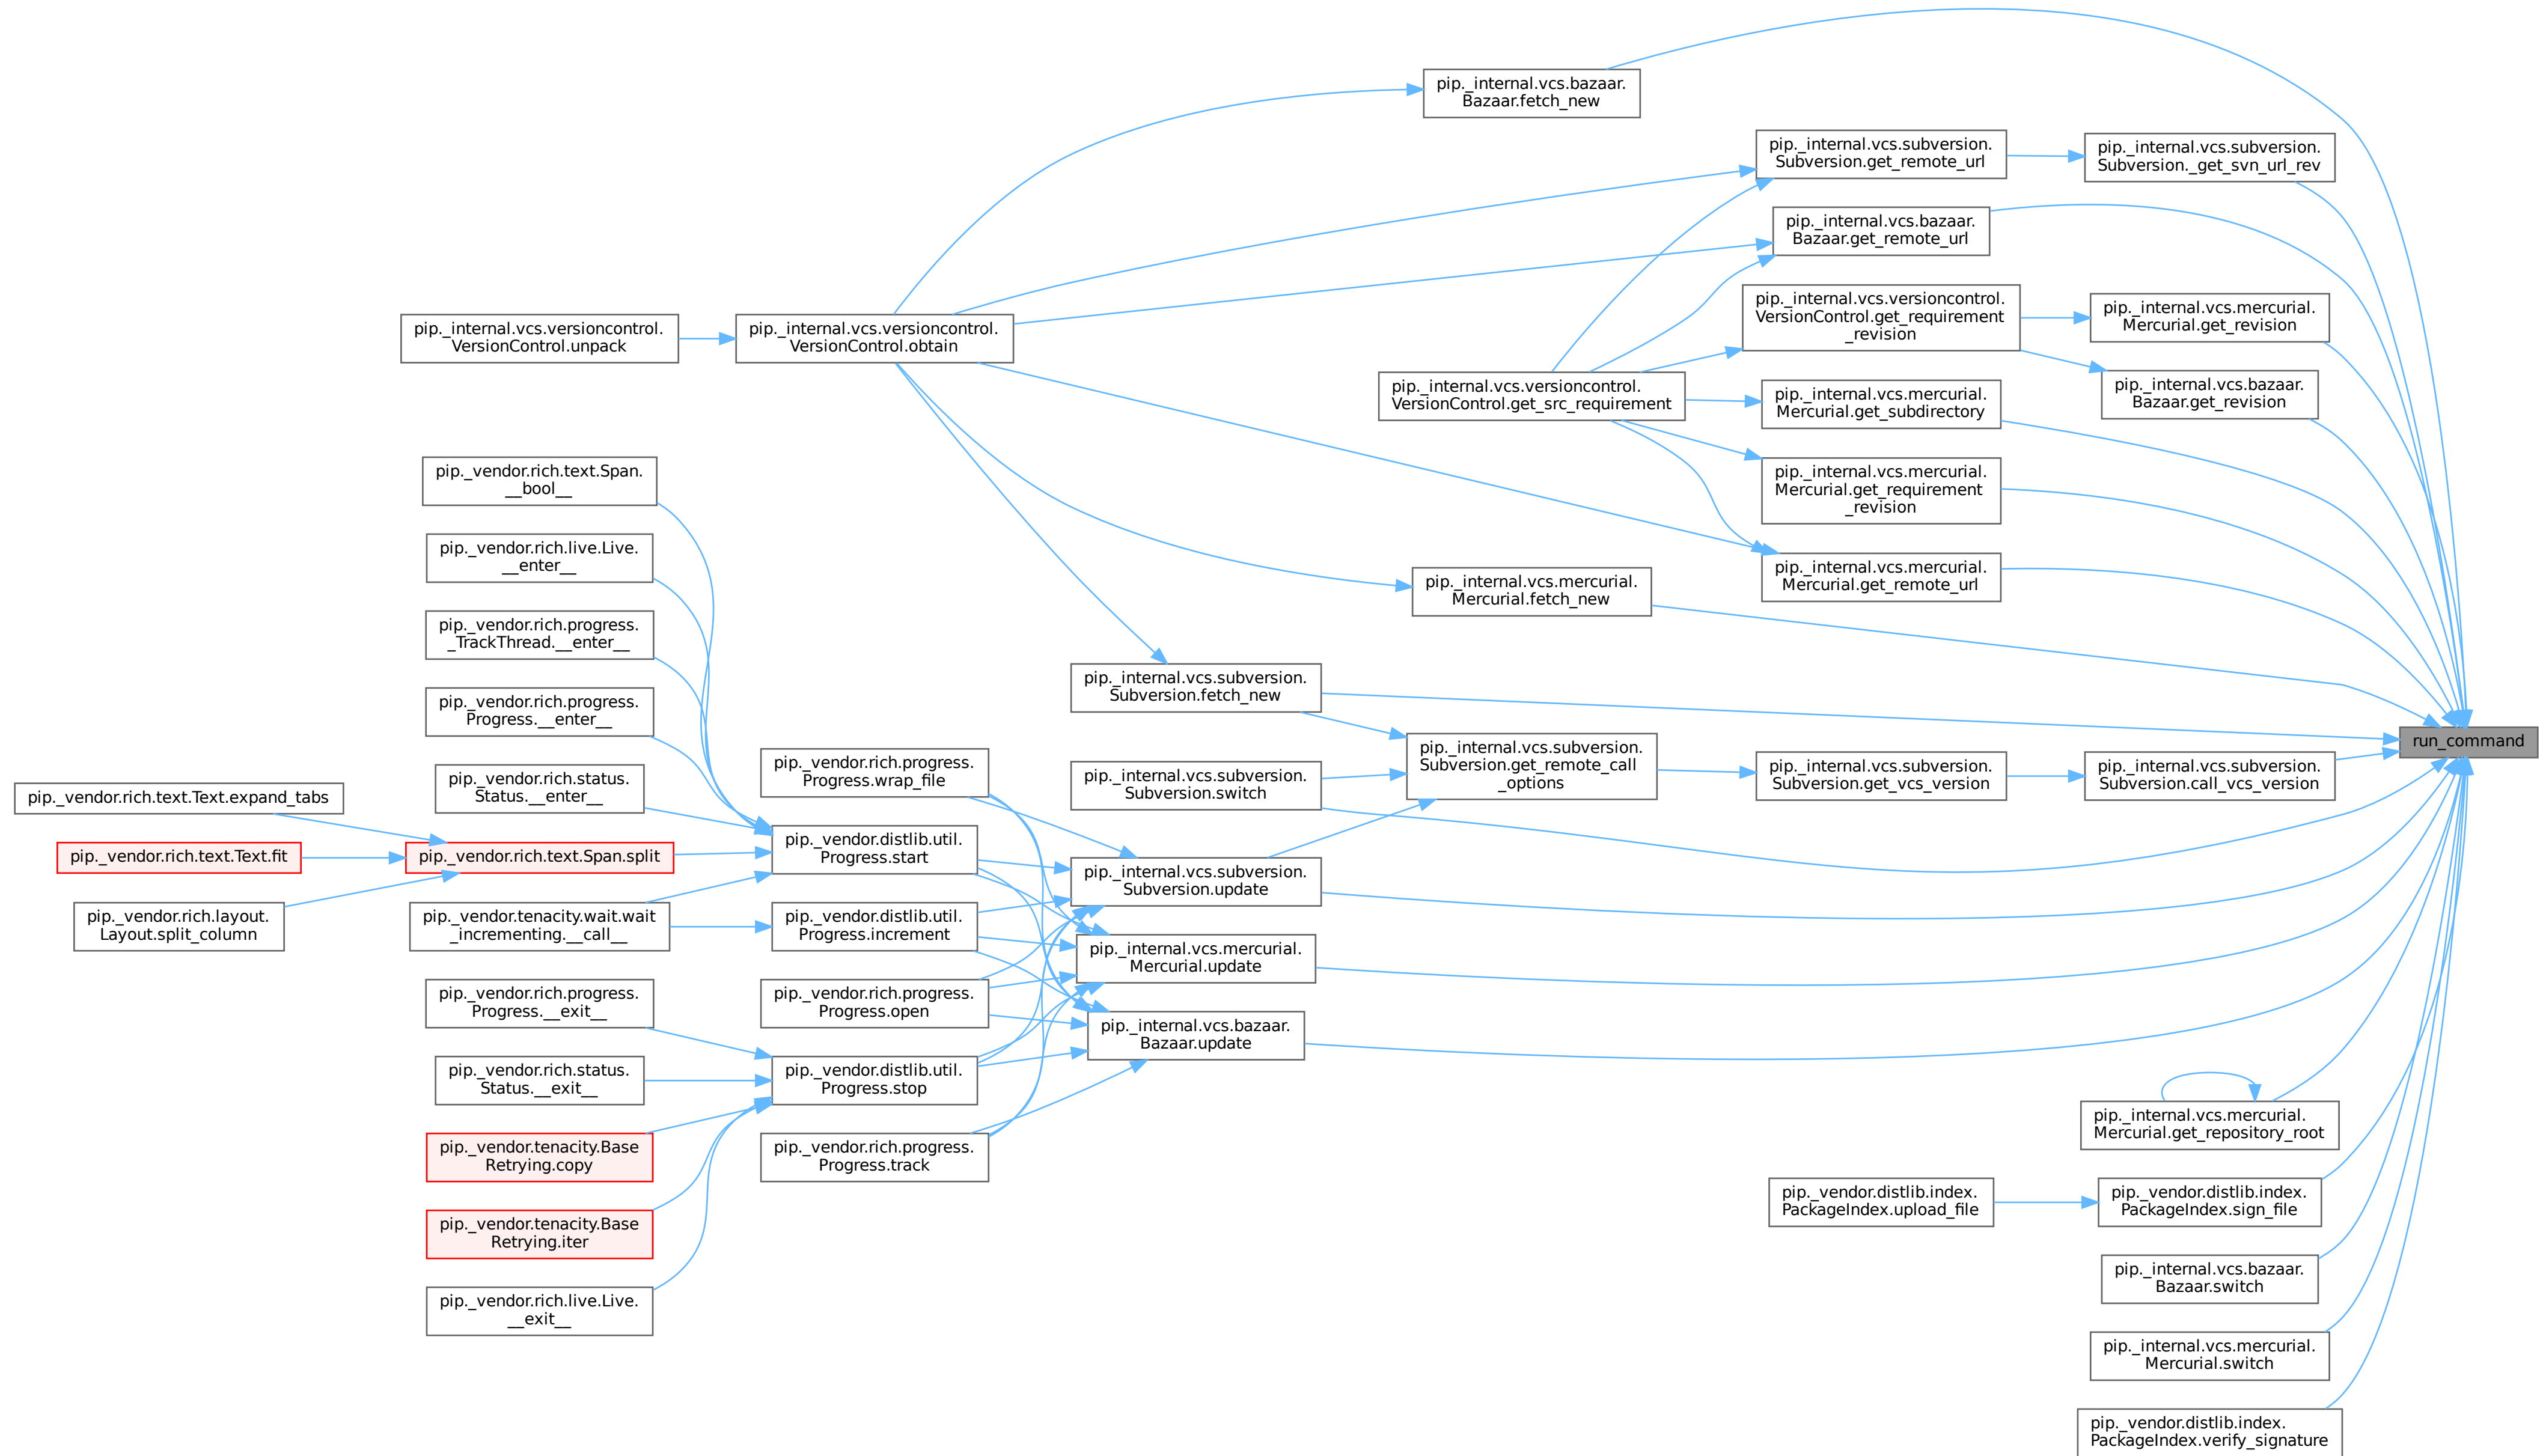 pip._internal.vcs.bazaar.
Bazaar.fetch_new
pip._internal.vcs.subversion.
Subversion.get_remote_url
pip._internal.vcs.subversion.
Subversion._get_svn_url_rev
pip._internal.vcs.bazaar.
Bazaar.get_remote_url
pip._internal.vcs.versioncontrol.
VersionControl.get_requirement
_revision
pip._internal.vcs.mercurial.
Mercurial.get_revision
pip._internal.vcs.versioncontrol.
VersionControl.unpack
pip._internal.vcs.versioncontrol.
VersionControl.obtain
pip._internal.vcs.versioncontrol.
VersionControl.get_src_requirement
pip._internal.vcs.mercurial.
Mercurial.get_subdirectory
pip._internal.vcs.bazaar.
Bazaar.get_revision
pip._internal.vcs.mercurial.
Mercurial.get_requirement
_revision
pip._vendor.rich.text.Span.
__bool__
pip._vendor.rich.live.Live.
__enter__
pip._internal.vcs.mercurial.
Mercurial.fetch_new
pip._internal.vcs.mercurial.
Mercurial.get_remote_url
pip._vendor.rich.progress.
_TrackThread.__enter__
pip._internal.vcs.subversion.
Subversion.fetch_new
pip._vendor.rich.progress.
Progress.__enter__
run_command
pip._vendor.rich.status.
Status.__enter__
pip._vendor.rich.progress.
Progress.wrap_file
pip._internal.vcs.subversion.
Subversion.switch
pip._internal.vcs.subversion.
Subversion.get_remote_call
_options
pip._internal.vcs.subversion.
Subversion.get_vcs_version
pip._internal.vcs.subversion.
Subversion.call_vcs_version
pip._vendor.rich.text.Text.expand_tabs
pip._vendor.rich.text.Text.fit
pip._vendor.rich.text.Span.split
pip._vendor.distlib.util.
Progress.start
pip._internal.vcs.subversion.
Subversion.update
pip._vendor.rich.layout.
Layout.split_column
pip._vendor.tenacity.wait.wait
_incrementing.__call__
pip._vendor.distlib.util.
Progress.increment
pip._internal.vcs.mercurial.
Mercurial.update
pip._vendor.rich.progress.
Progress.__exit__
pip._vendor.rich.progress.
Progress.open
pip._internal.vcs.bazaar.
Bazaar.update
pip._vendor.rich.status.
Status.__exit__
pip._vendor.distlib.util.
Progress.stop
pip._internal.vcs.mercurial.
Mercurial.get_repository_root
pip._vendor.tenacity.Base
Retrying.copy
pip._vendor.rich.progress.
Progress.track
pip._vendor.distlib.index.
PackageIndex.upload_file
pip._vendor.distlib.index.
PackageIndex.sign_file
pip._vendor.tenacity.Base
Retrying.iter
pip._internal.vcs.bazaar.
Bazaar.switch
pip._vendor.rich.live.Live.
__exit__
pip._internal.vcs.mercurial.
Mercurial.switch
pip._vendor.distlib.index.
PackageIndex.verify_signature